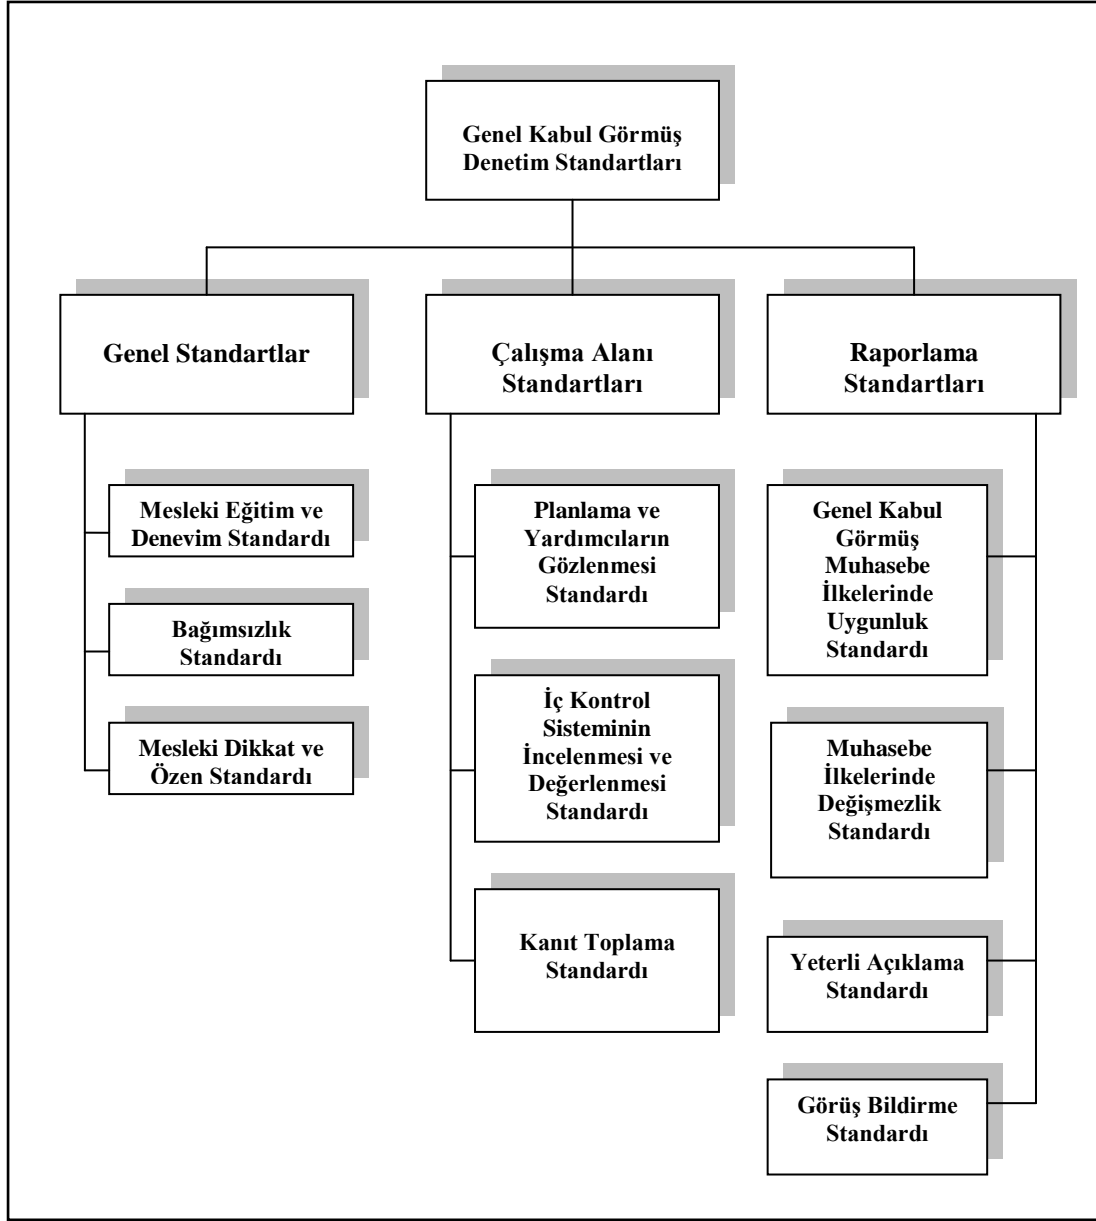 Genel Kabul Görmüş
Denetim Standartları
Genel Standartlar
Çalışma Alanı
Standartları
Raporlama
Standartları
Mesleki Eğitim ve
Denevim Standardı
Bağımsızlık
Standardı
Mesleki Dikkat ve
Özen Standardı
Planlama ve
Yardımcıların
Gözlenmesi
Standardı
İç Kontrol
Sisteminin
İncelenmesi ve
Değerlenmesi
Standardı
Kanıt Toplama
Standardı
Genel Kabul
Görmüş
Muhasebe
İlkelerinde
Uygunluk
Standardı
Muhasebe
İlkelerinde
Değişmezlik
Standardı
Yeterli Açıklama
Standardı
Görüş Bildirme
Standardı